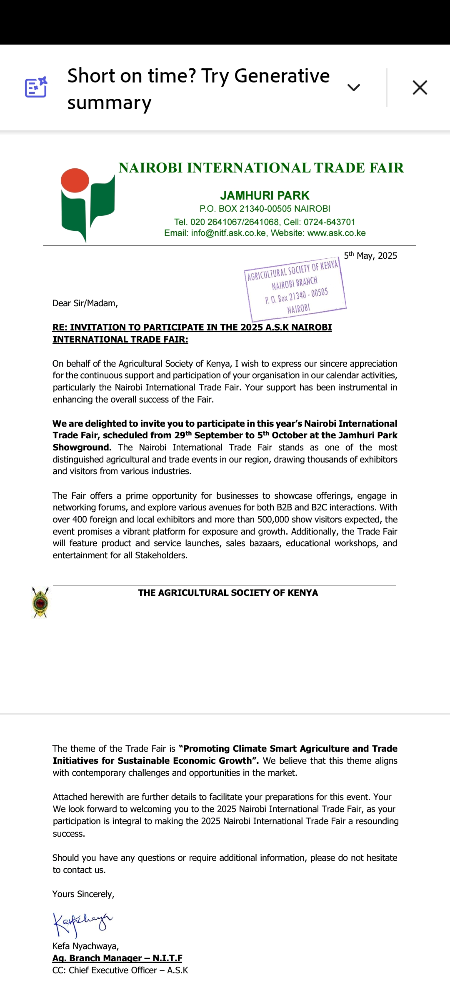 Short on time? Try Generative
summary
NAIROBI INTERNATIONAL TRADE FAIR
JAMHURI PARK
P.O. BOX 21340-00505 NAIROBI
Tel. 020 2641067/2641068, Cell: 0724-643701
Email: info@nitf.ask.co.ke, Website: www.ask.co.ke
5th May, 2025
AGRICULTURAL SOCIETY OF KENYA
NAIROBI BRANCH
P. O. Box 21340 - 00505
NAIROBI
Dear Sir/Madam,
RE: INVITATION TO PARTICIPATE IN THE 2025 A.S.K NAIROBI
INTERNATIONAL TRADE FAIR:
On behalf of the Agricultural Society of Kenya, I wish to express our sincere appreciation
for the continuous support and participation of your organisation in our calendar activities,
particularly the Nairobi International Trade Fair. Your support has been instrumental in
enhancing the overall success of the Fair.
We are delighted to invite you to participate in this year's Nairobi International
Trade Fair, scheduled from 29th September to 5th October at the Jamhuri Park
Showground. The Nairobi International Trade Fair stands as one of the most
distinguished agricultural and trade events in our region, drawing thousands of exhibitors
and visitors from various industries.
The Fair offers a prime opportunity for businesses to showcase offerings, engage in
networking forums, and explore various avenues for both B2B and B2C interactions. With
over 400 foreign and local exhibitors and more than 500,000 show visitors expected, the
event promises a vibrant platform for exposure and growth. Additionally, the Trade Fair
will feature product and service launches, sales bazaars, educational workshops, and
entertainment for all Stakeholders.
THE AGRICULTURAL SOCIETY OF KENYA
The theme of the Trade Fair is "Promoting Climate Smart Agriculture and Trade
Initiatives for Sustainable Economic Growth". We believe that this theme aligns
with contemporary challenges and opportunities in the market.
Attached herewith are further details to facilitate your preparations for this event. Your
We look forward to welcoming you to the 2025 Nairobi International Trade Fair, as your
participation is integral to making the 2025 Nairobi International Trade Fair a resounding
success.
Should you have any questions or require additional information, please do not hesitate
to contact us.
Yours Sincerely,
Kefa Nyachwaya,
Ag. Branch Manager – N.I.T.F
CC: Chief Executive Officer – A.S.K